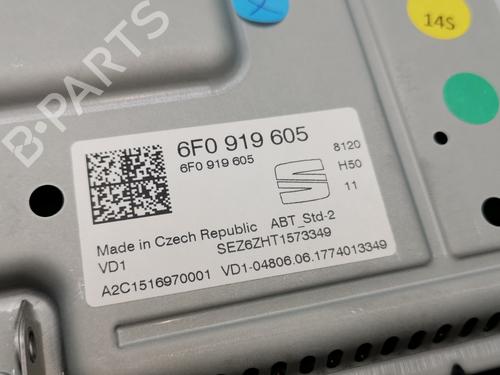 14S
6F0 919 605
6F0 919 605
8120
H50
11
Made in Czech Republic ABT_Std-2
VD1 SEZ6ZHT1573349
A2C1516970001 VD1-04806.06.1774013349
B-PARTS